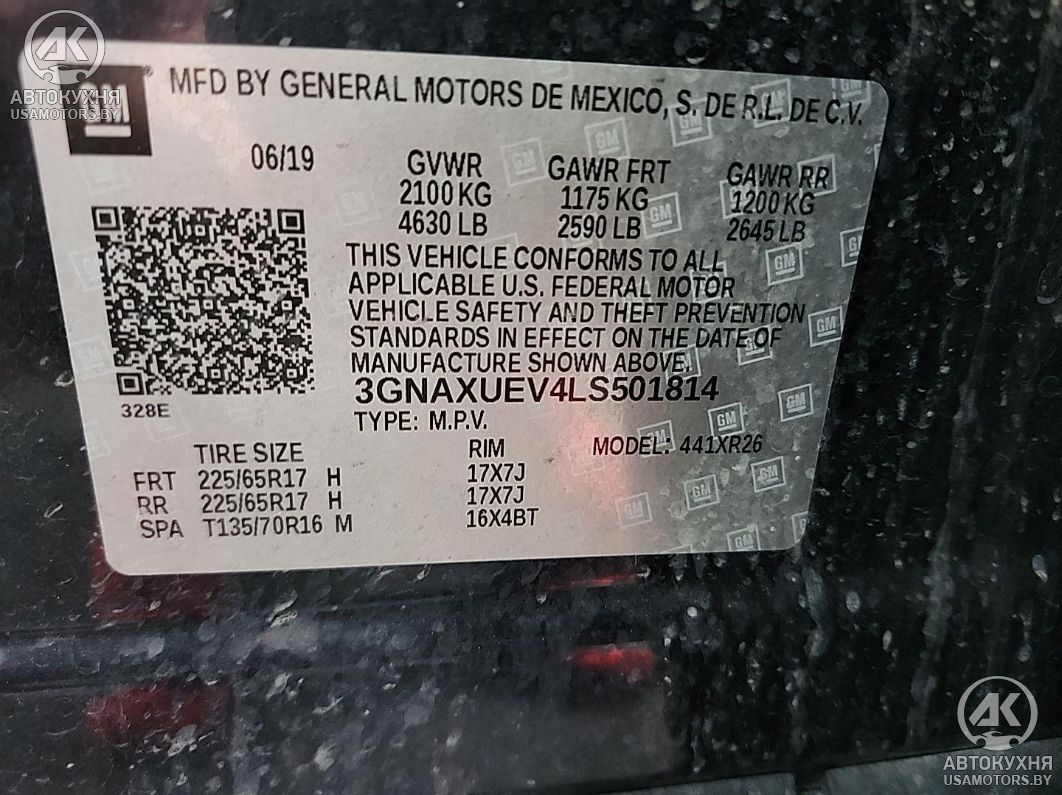 AK
АВТОКУХНЯ
USAMOTORS.BY
GM
MFD BY GENERAL MOTORS DE MEXICO, S. DE R.L. DE C.V.
06/19 GVWR GAWR FRT GAWR RR
2100 KG 1175 KG 1200 KG
4630 LB 2590 LB 2645 LB
THIS VEHICLE CONFORMS TO ALL
APPLICABLE U.S. FEDERAL MOTOR
VEHICLE SAFETY AND THEFT PREVENTION
STANDARDS IN EFFECT ON THE DATE OF
MANUFACTURE SHOWN ABOVE.
3GNAXUEV4LS501814
328E
TYPE: M.P.V.
TIRE SIZE RIM MODEL: 441XR26
FRT 225/65R17 H 17X7J
RR 225/65R17 H 17X7J
SPA T135/70R16 M 16X4BT
AK
АВТОКУХНЯ
USAMOTORS.BY